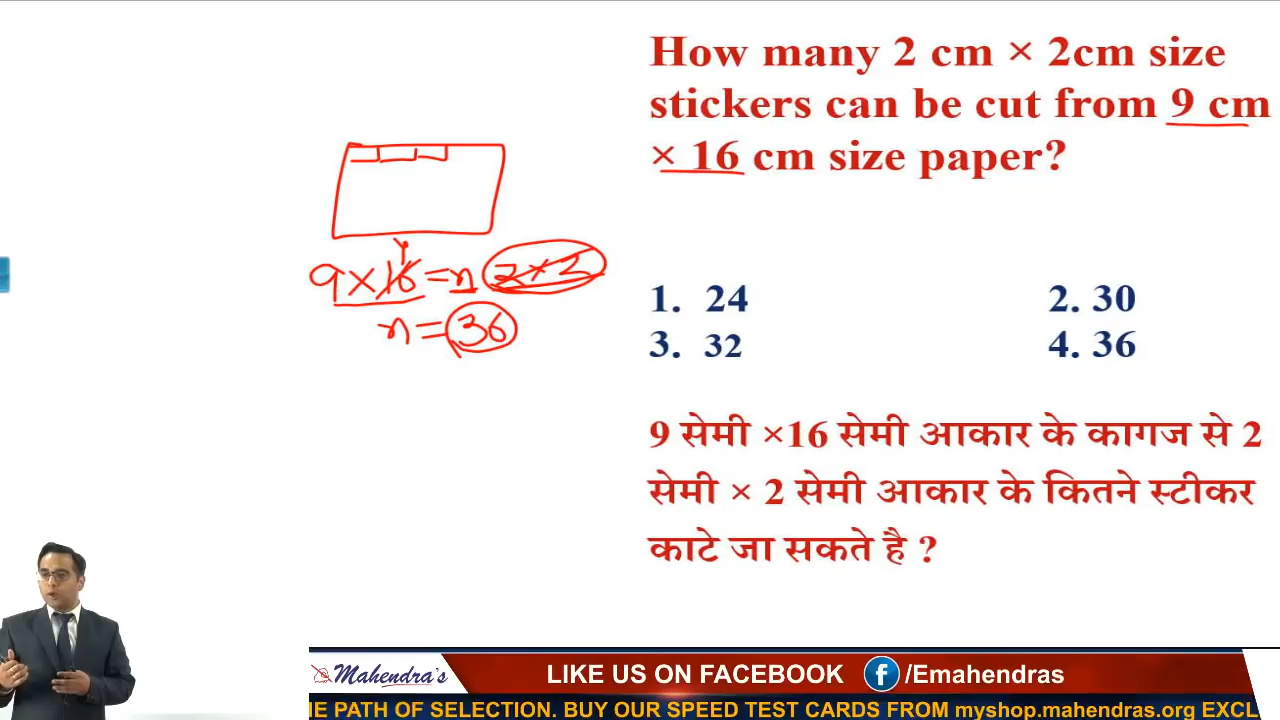 How many 2 cm × 2cm size
stickers can be cut from 9 cm
× 16 cm size paper?
9 × 16 = n 2 × 2
n = 36
1. 24 2. 30
3. 32 4. 36
9 सेमी ×16 सेमी आकार के कागज से 2
सेमी × 2 सेमी आकार के कितने स्टीकर
काटे जा सकते है ?
Mahendra's LIKE US ON FACEBOOK f /Emahendras
HE PATH OF SELECTION. BUY OUR SPEED TEST CARDS FROM myshop.mahendras.org EXCL